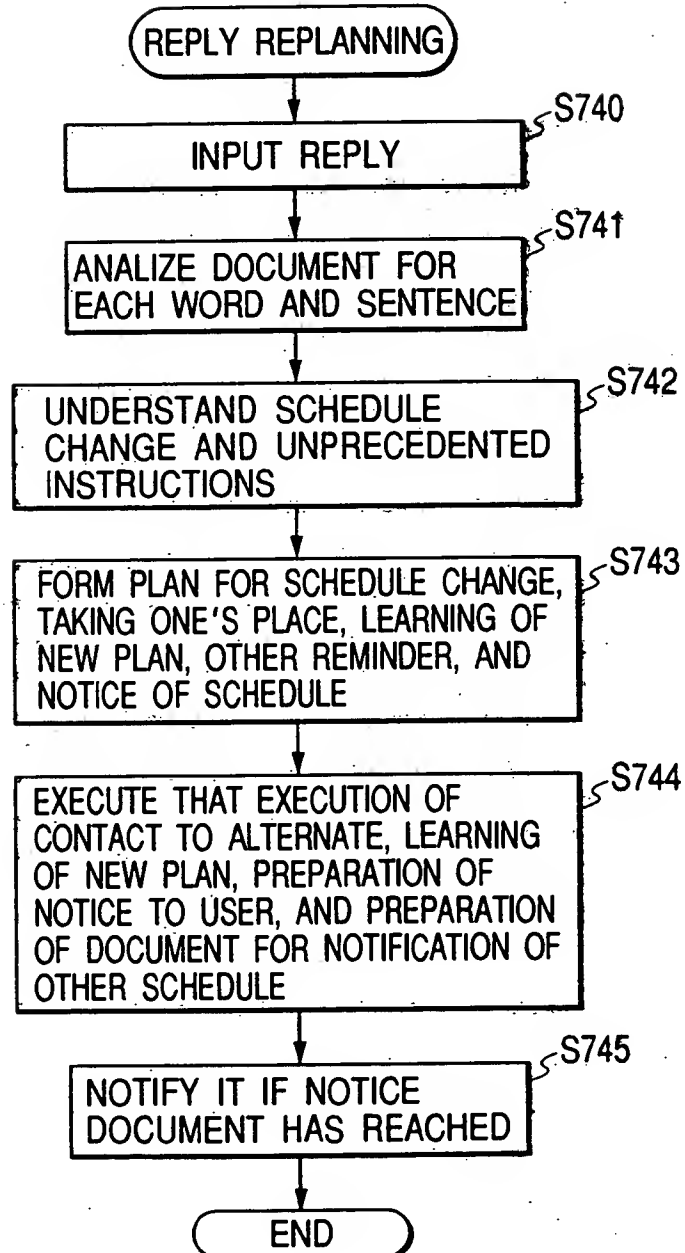 REPLY REPLANNING
S740
INPUT REPLY
S741
ANALIZE DOCUMENT FOR
EACH WORD AND SENTENCE
S742
UNDERSTAND SCHEDULE
CHANGE AND UNPRECEDENTED
INSTRUCTIONS
S743
FORM PLAN FOR SCHEDULE CHANGE,
TAKING ONE'S PLACE, LEARNING OF
NEW PLAN, OTHER REMINDER, AND
NOTICE OF SCHEDULE
S744
EXECUTE THAT EXECUTION OF
CONTACT TO ALTERNATE, LEARNING
OF NEW PLAN, PREPARATION OF
NOTICE TO USER, AND PREPARATION
OF DOCUMENT FOR NOTIFICATION OF
OTHER SCHEDULE
S745
NOTIFY IT IF NOTICE
DOCUMENT HAS REACHED
END